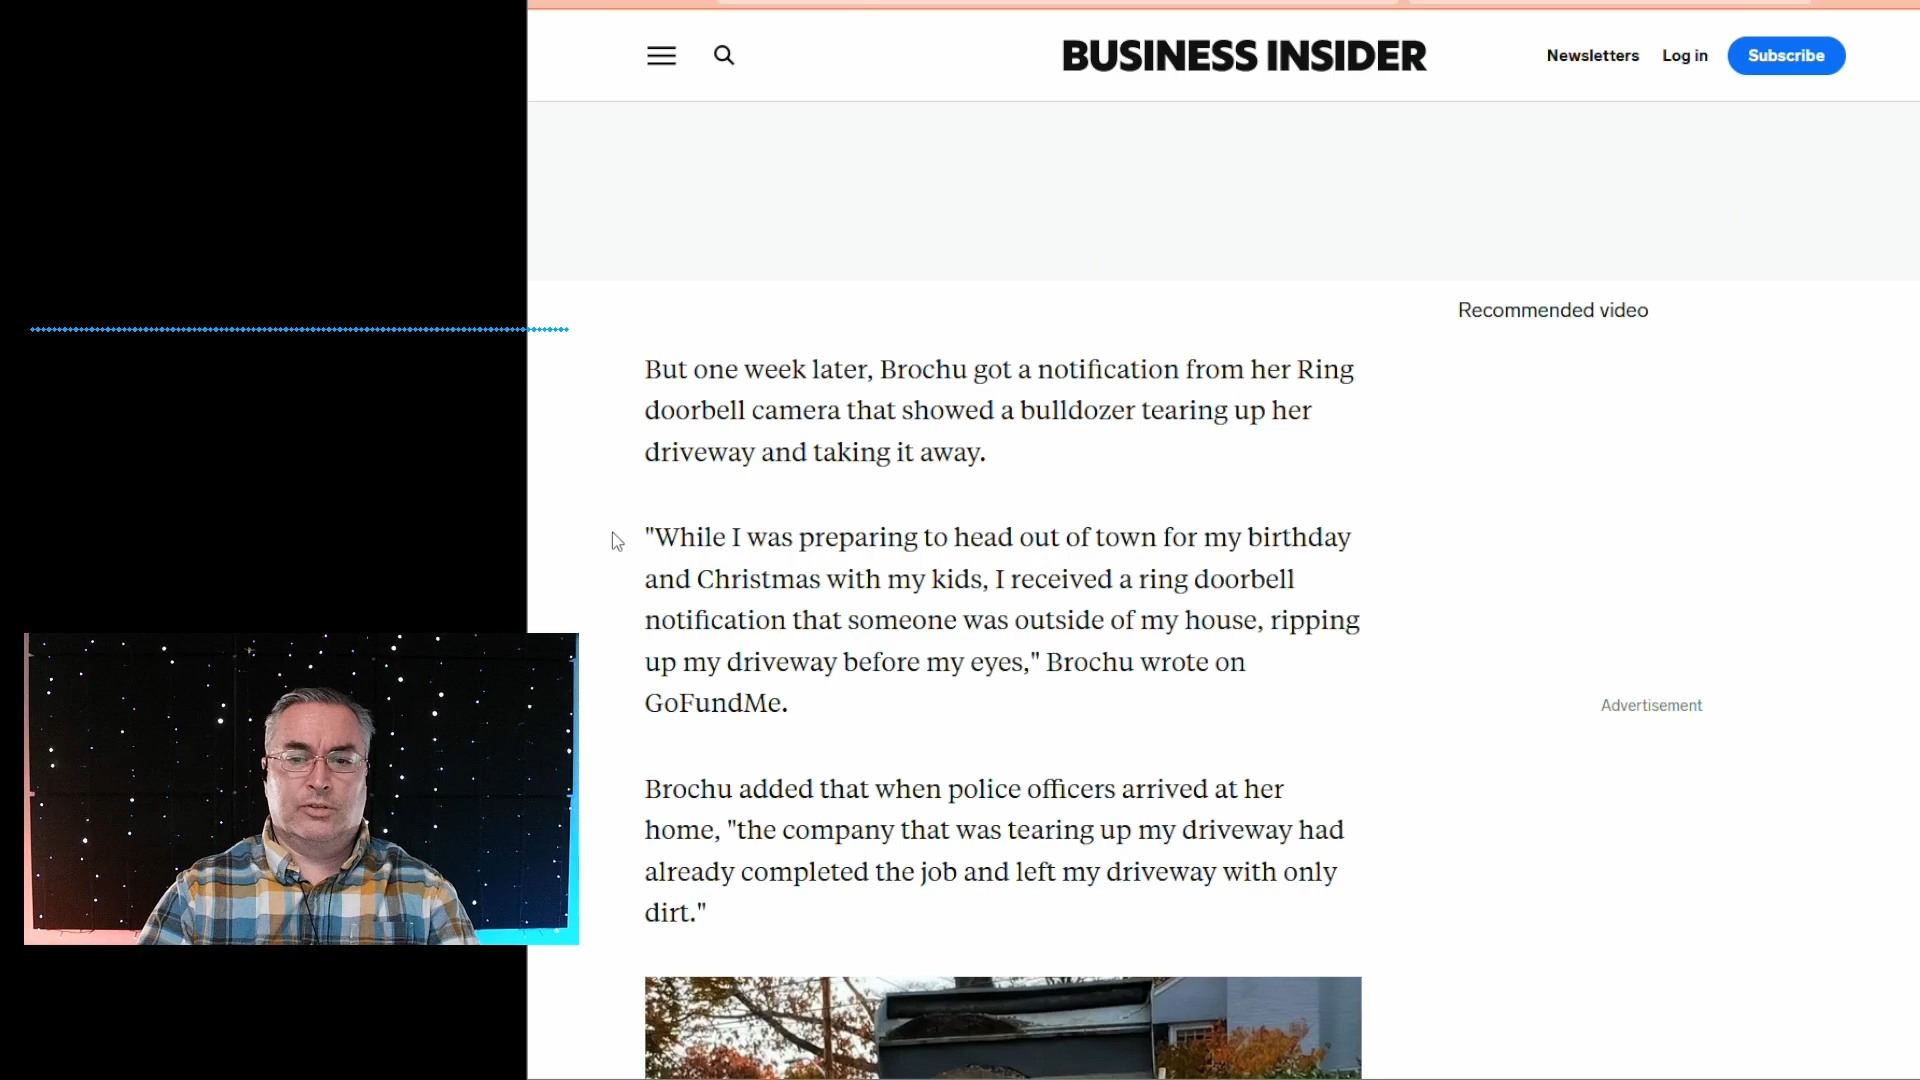 BUSINESS INSIDER
Newsletters
Log in
Subscribe
Recommended video
But one week later, Brochu got a notification from her Ring
doorbell camera that showed a bulldozer tearing up her
driveway and taking it away.
"While I was preparing to head out of town for my birthday
and Christmas with my kids, I received a ring doorbell
notification that someone was outside of my house, ripping
up my driveway before my eyes," Brochu wrote on
GoFundMe.
Advertisement
Brochu added that when police officers arrived at her
home, "the company that was tearing up my driveway had
already completed the job and left my driveway with only
dirt."